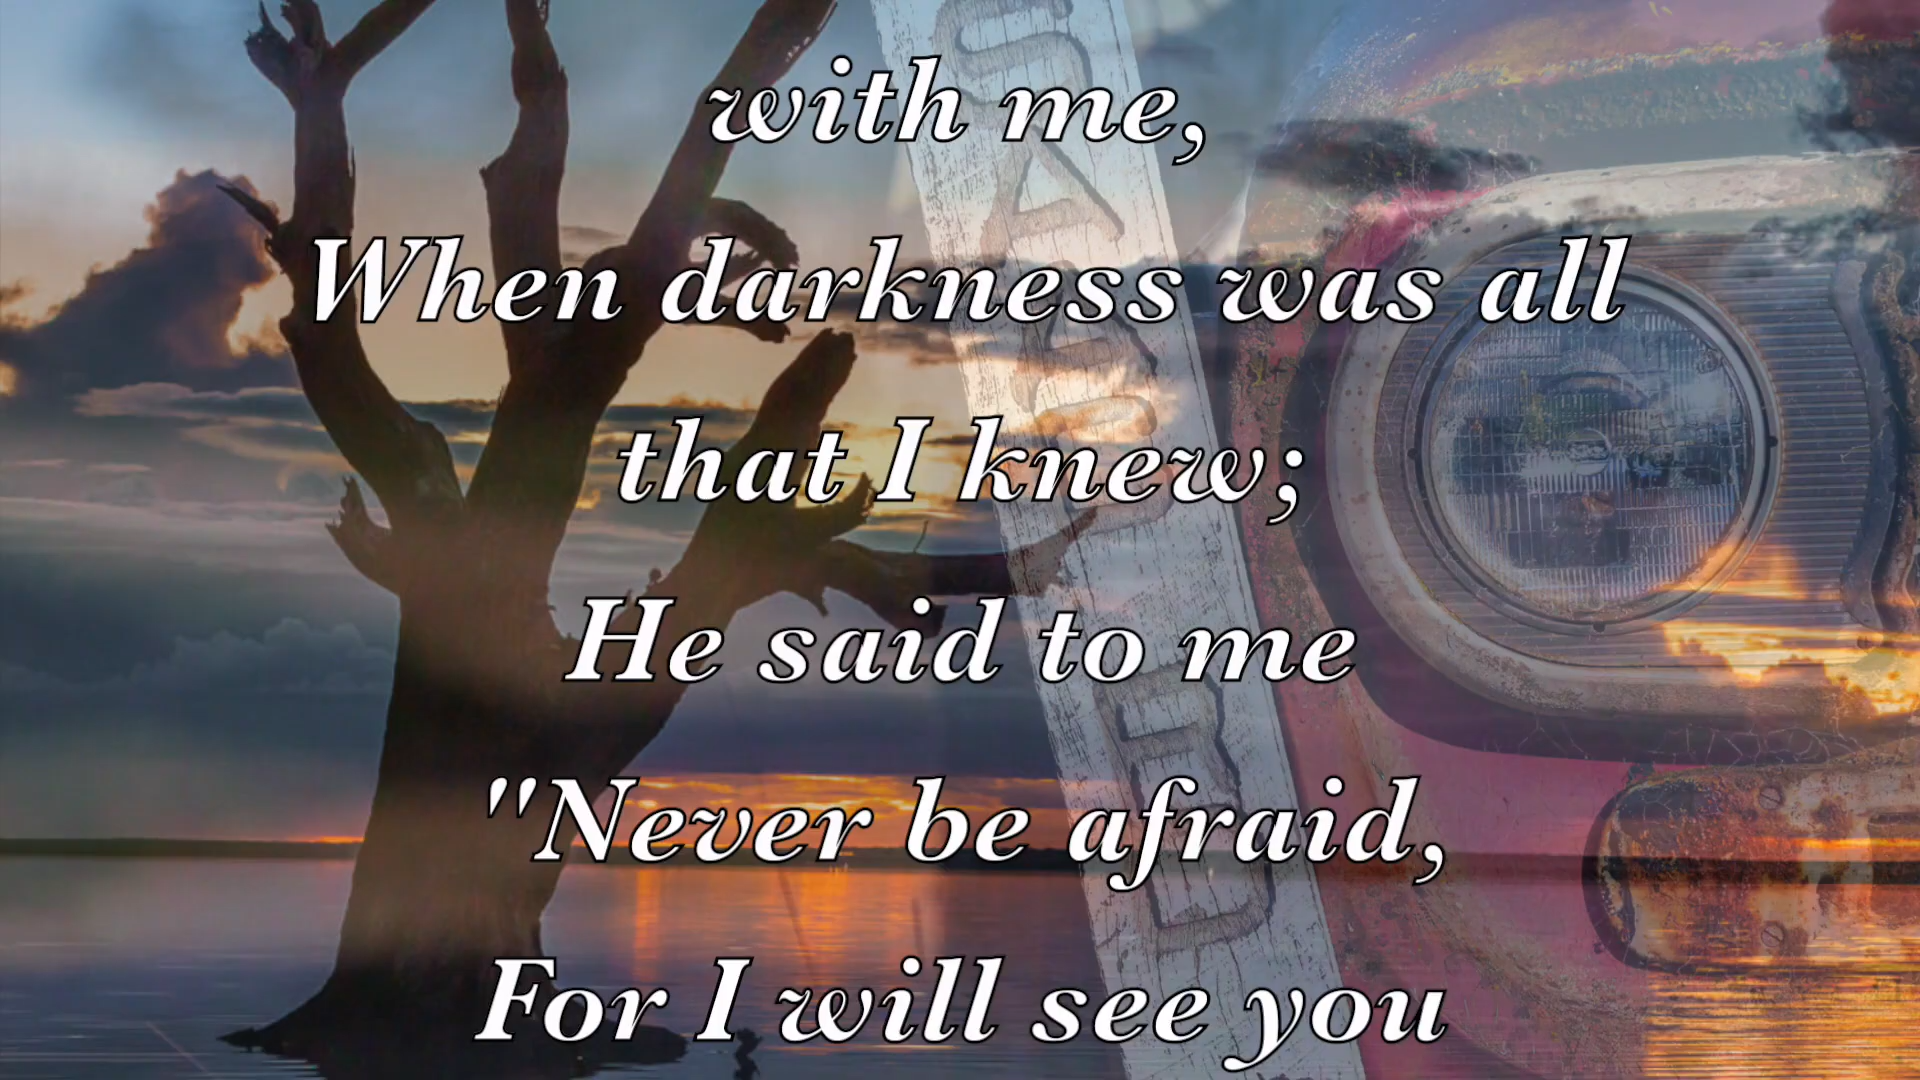 with me,
When darkness was all
that I knew;
He said to me
"Never be afraid,
For I will see you